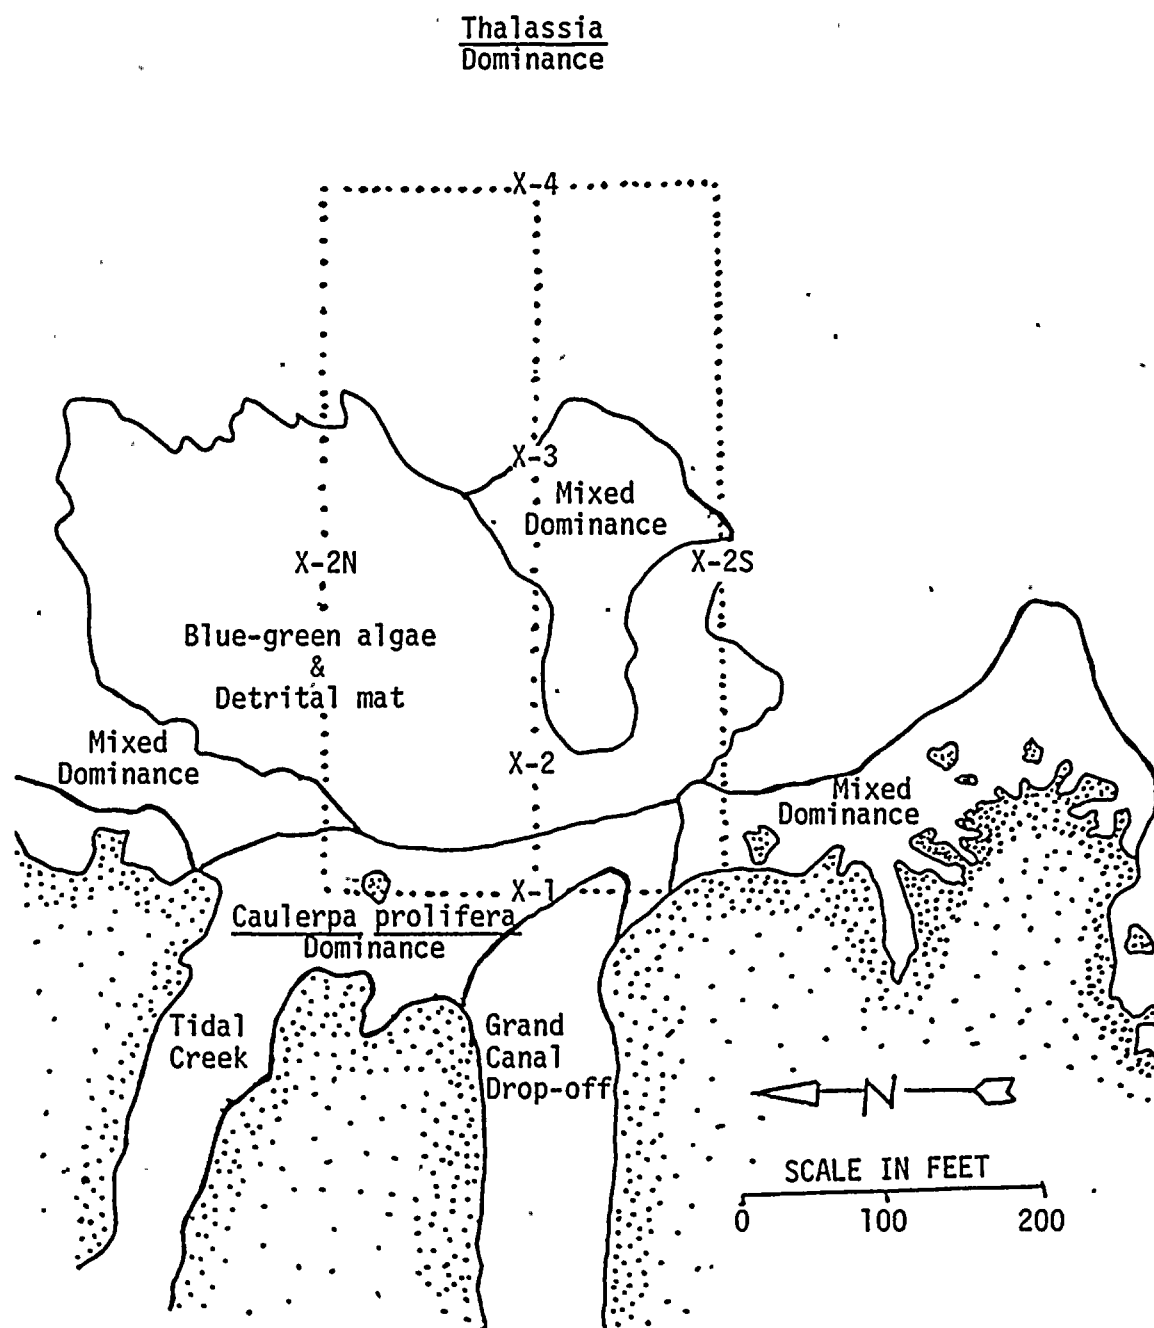 Thalassia
Dominance
X-4
X-3
Mixed
Dominance
X-2N
X-2S
Blue-green algae
&
Detrital mat
Mixed
Dominance
X-2
Mixed
Dominance
X-1
Caulerpa prolifera
Dominance
Tidal
Creek
Grand
Canal
Drop-off
N
SCALE IN FEET
0 100 200